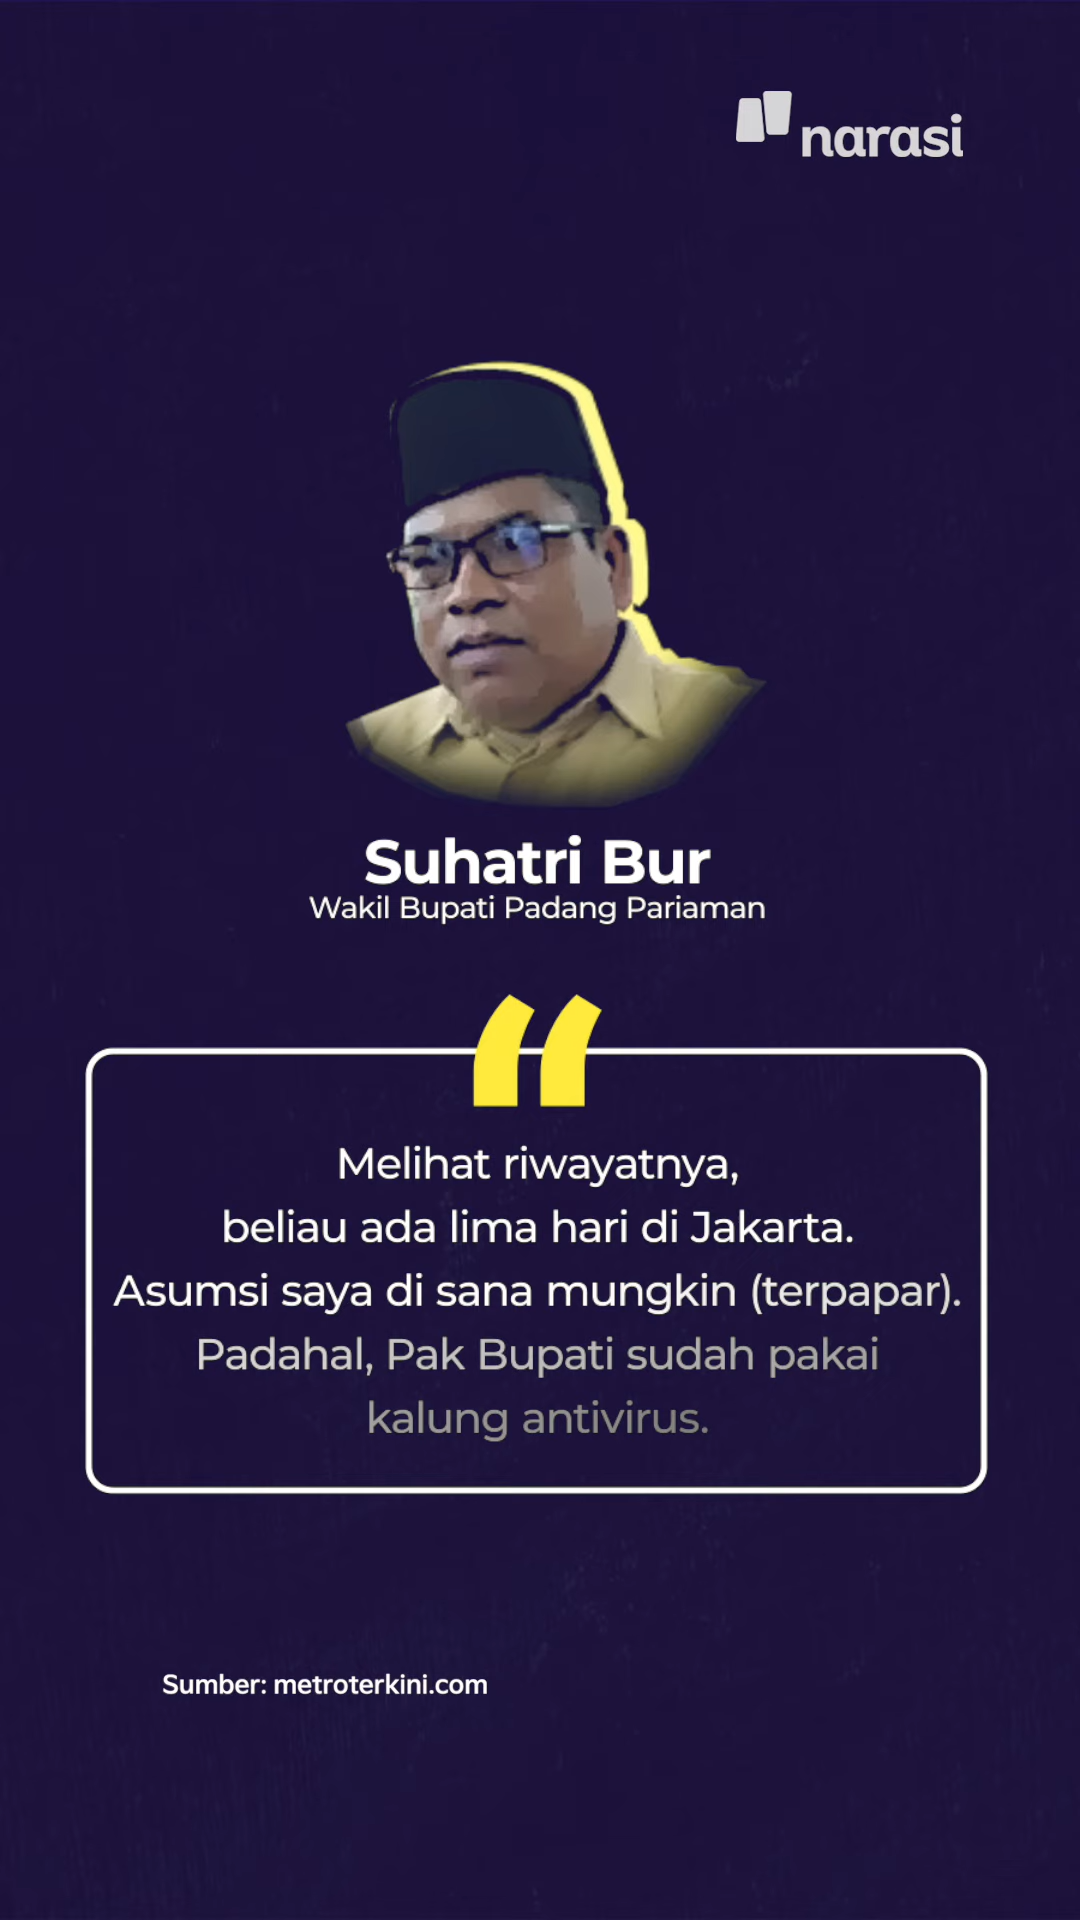 narasi
Suhatri Bur
Wakil Bupati Padang Pariaman
“
Melihat riwayatnya,
beliau ada lima hari di Jakarta.
Asumsi saya di sana mungkin (terpapar).
Padahal, Pak Bupati sudah pakai
kalung antivirus.
Sumber: metroterkini.com